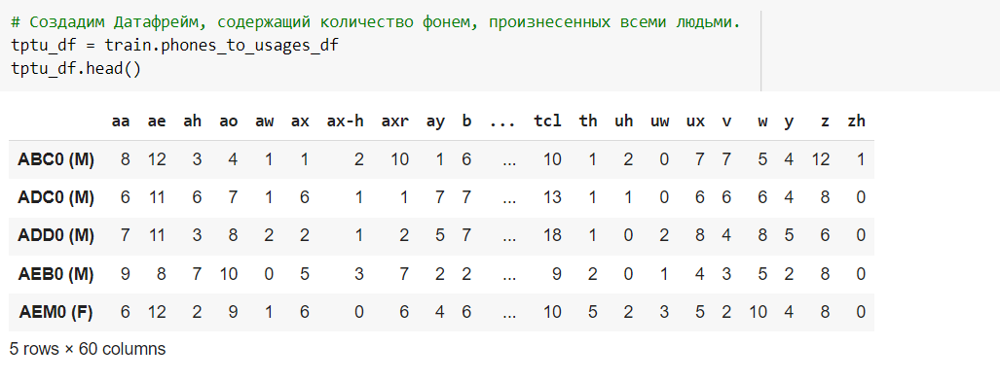 # Создадим Датафрейм, содержащий количество фонем, произнесенных всеми людьми.
tptu_df = train.phones_to_usages_df
tptu_df.head()
aa ae ah ao aw ax ax-h axr ay b ... tcl th uh uw ux v w y z zh
ABC0 (M) 8 12 3 4 1 1 2 10 1 6 ... 10 1 2 0 7 7 5 4 12 1
ADC0 (M) 6 11 6 7 1 6 1 1 7 7 ... 13 1 1 0 6 6 6 4 8 0
ADD0 (M) 7 11 3 8 2 2 1 2 5 7 ... 18 1 0 2 8 4 8 5 6 0
AEB0 (M) 9 8 7 10 0 5 3 7 2 2 ... 9 2 0 1 4 3 5 2 8 0
AEM0 (F) 6 12 2 9 1 6 0 6 4 6 ... 10 5 2 3 5 2 10 4 8 0
5 rows × 60 columns